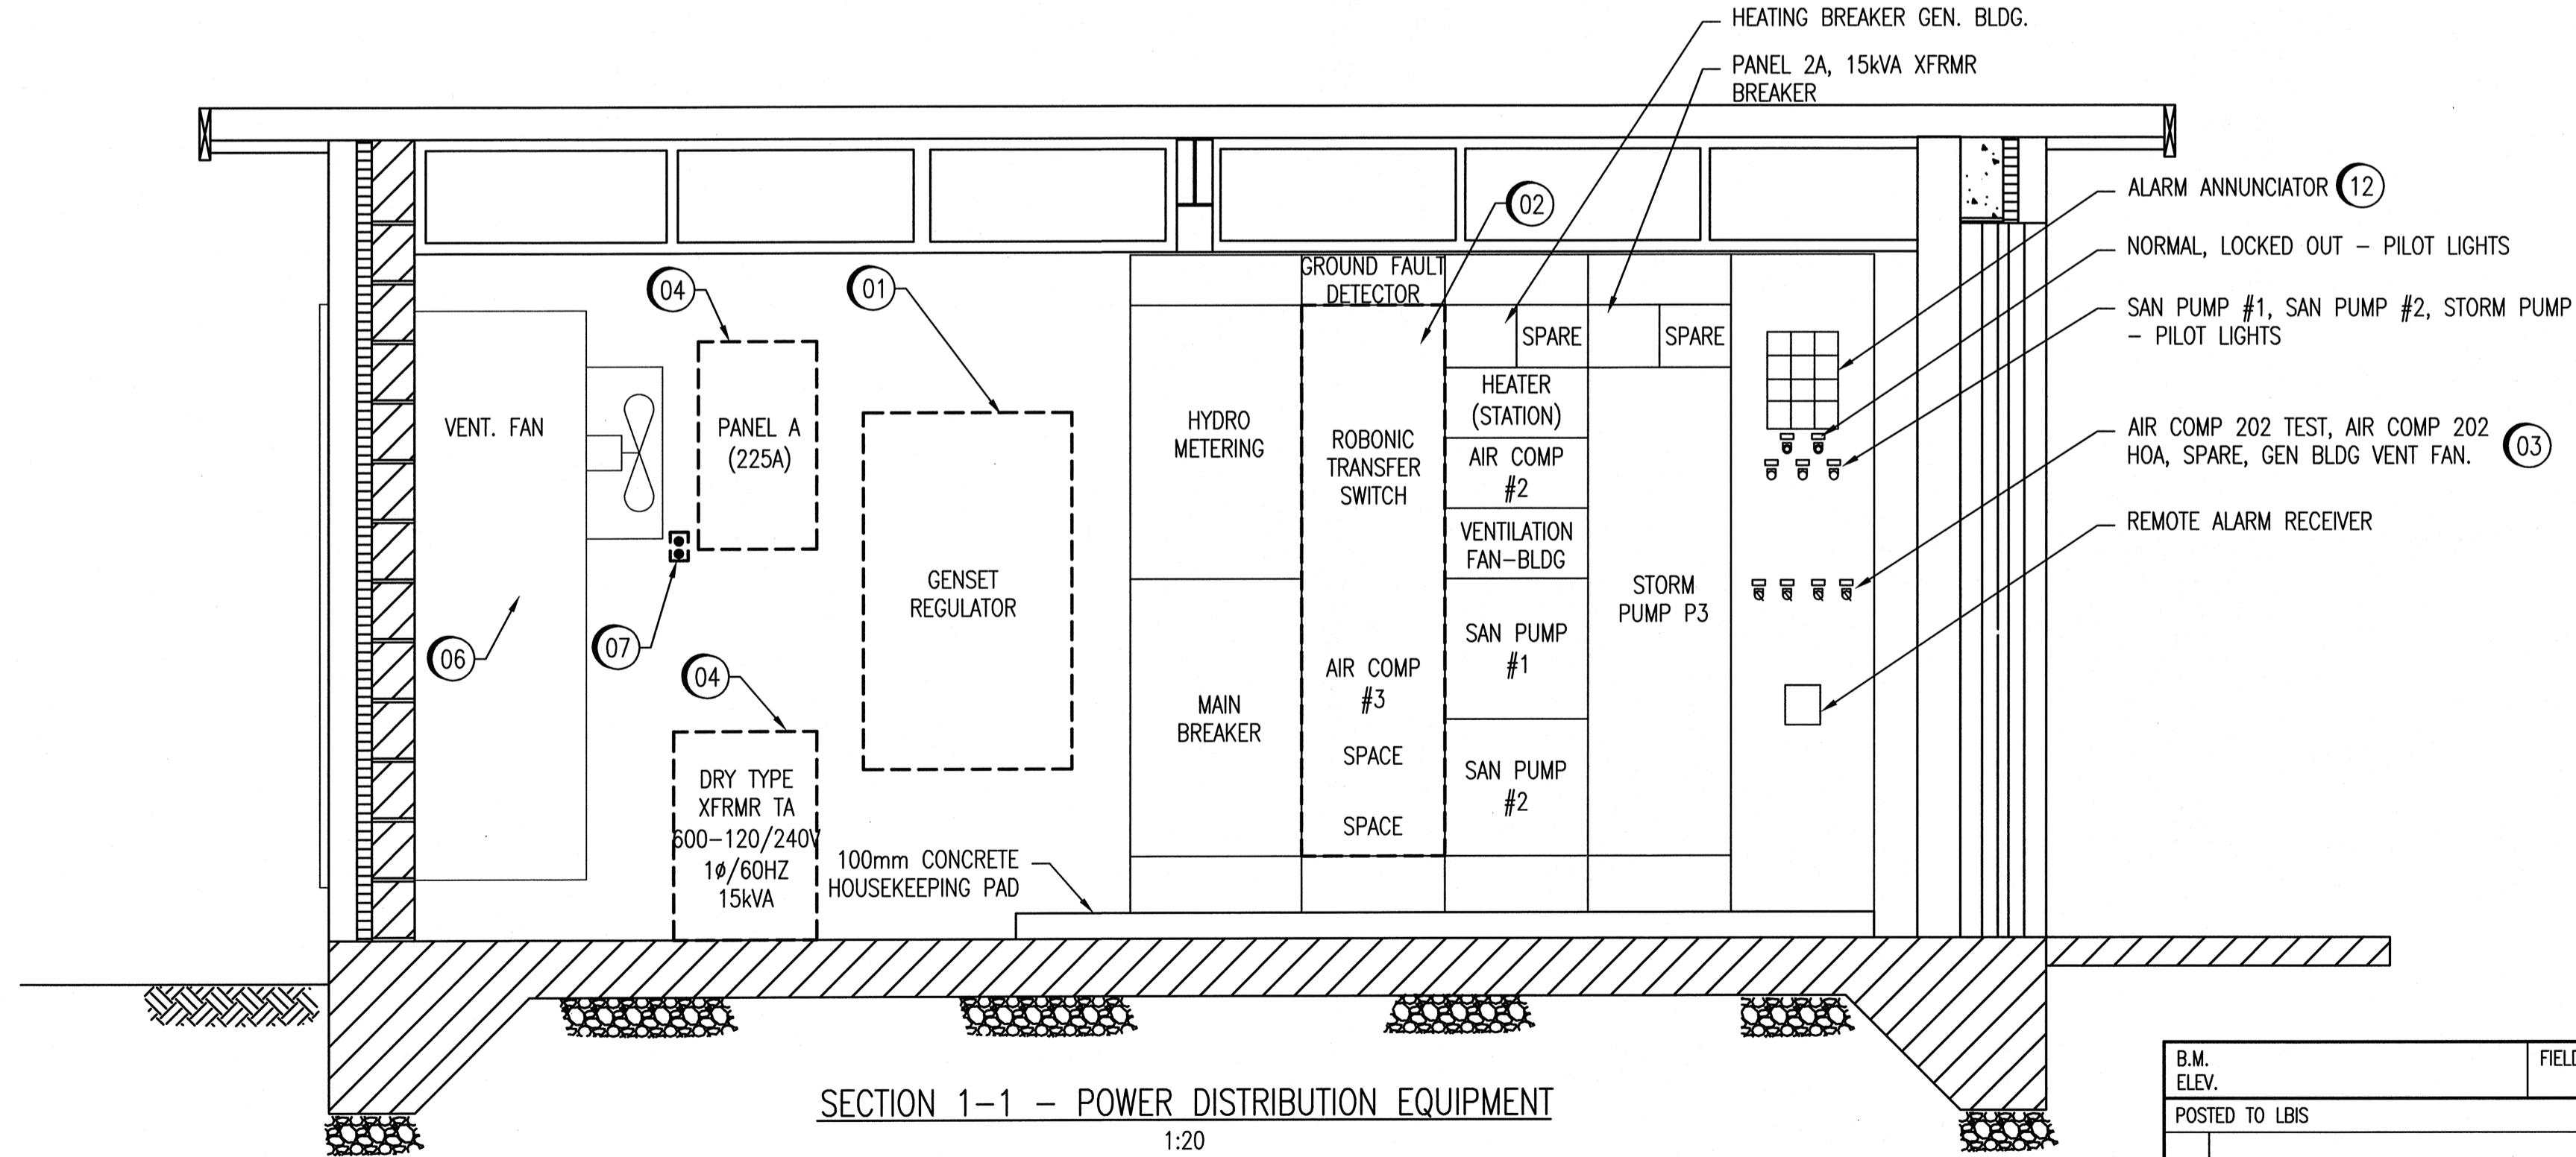 HEATING BREAKER GEN. BLDG.
PANEL 2A, 15kVA XFRMR
BREAKER
ALARM ANNUNCIATOR 12
NORMAL, LOCKED OUT – PILOT LIGHTS
SAN PUMP #1, SAN PUMP #2, STORM PUMP
– PILOT LIGHTS
AIR COMP 202 TEST, AIR COMP 202
HOA, SPARE, GEN BLDG VENT FAN.
03
REMOTE ALARM RECEIVER
02
04
01
GROUND FAULT
DETECTOR
SPARE
SPARE
VENT. FAN
PANEL A
(225A)
HYDRO
METERING
ROBONIC
TRANSFER
SWITCH
HEATER
(STATION)
AIR COMP
#2
VENTILATION
FAN–BLDG
GENSET
REGULATOR
STORM
PUMP P3
06
07
04
SAN PUMP
#1
AIR COMP
#3
MAIN
BREAKER
SPACE
SAN PUMP
#2
SPACE
DRY TYPE
XFRMR TA
600–120/240V
1ø/60HZ
15kVA
100mm CONCRETE
HOUSEKEEPING PAD
SECTION 1–1 – POWER DISTRIBUTION EQUIPMENT
1:20
B.M.
ELEV.
POSTED TO LBIS